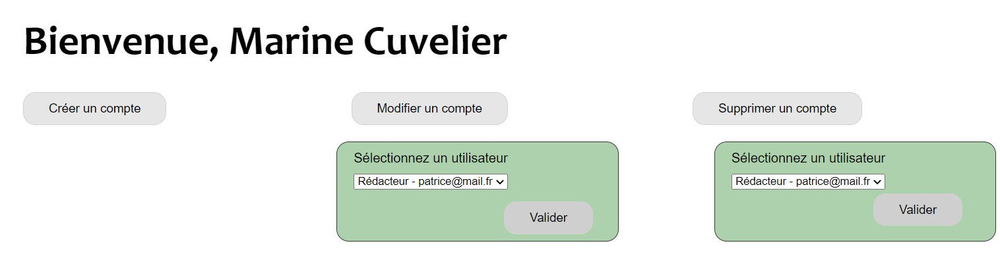 Bienvenue, Marine Cuvelier
Créer un compte
Modifier un compte
Supprimer un compte
Sélectionnez un utilisateur
Rédacteur - patrice@mail.fr
Valider
Sélectionnez un utilisateur
Rédacteur - patrice@mail.fr
Valider